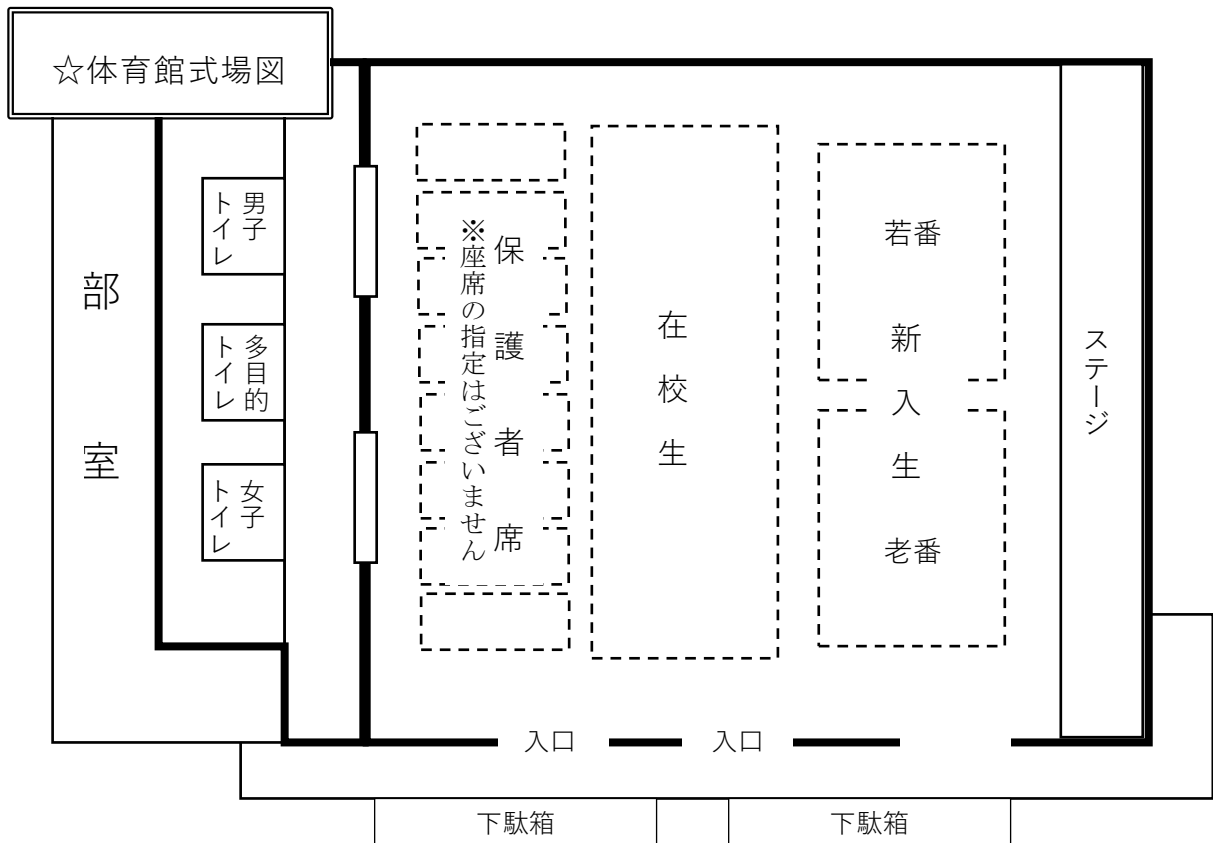 ☆体育館式場図
部室
男子
トイレ
多目的
トイレ
女子
トイレ
保護者席
※座席の指定はございません
在校生
若番
新入生
老番
ステージ
入口
入口
下駄箱
下駄箱